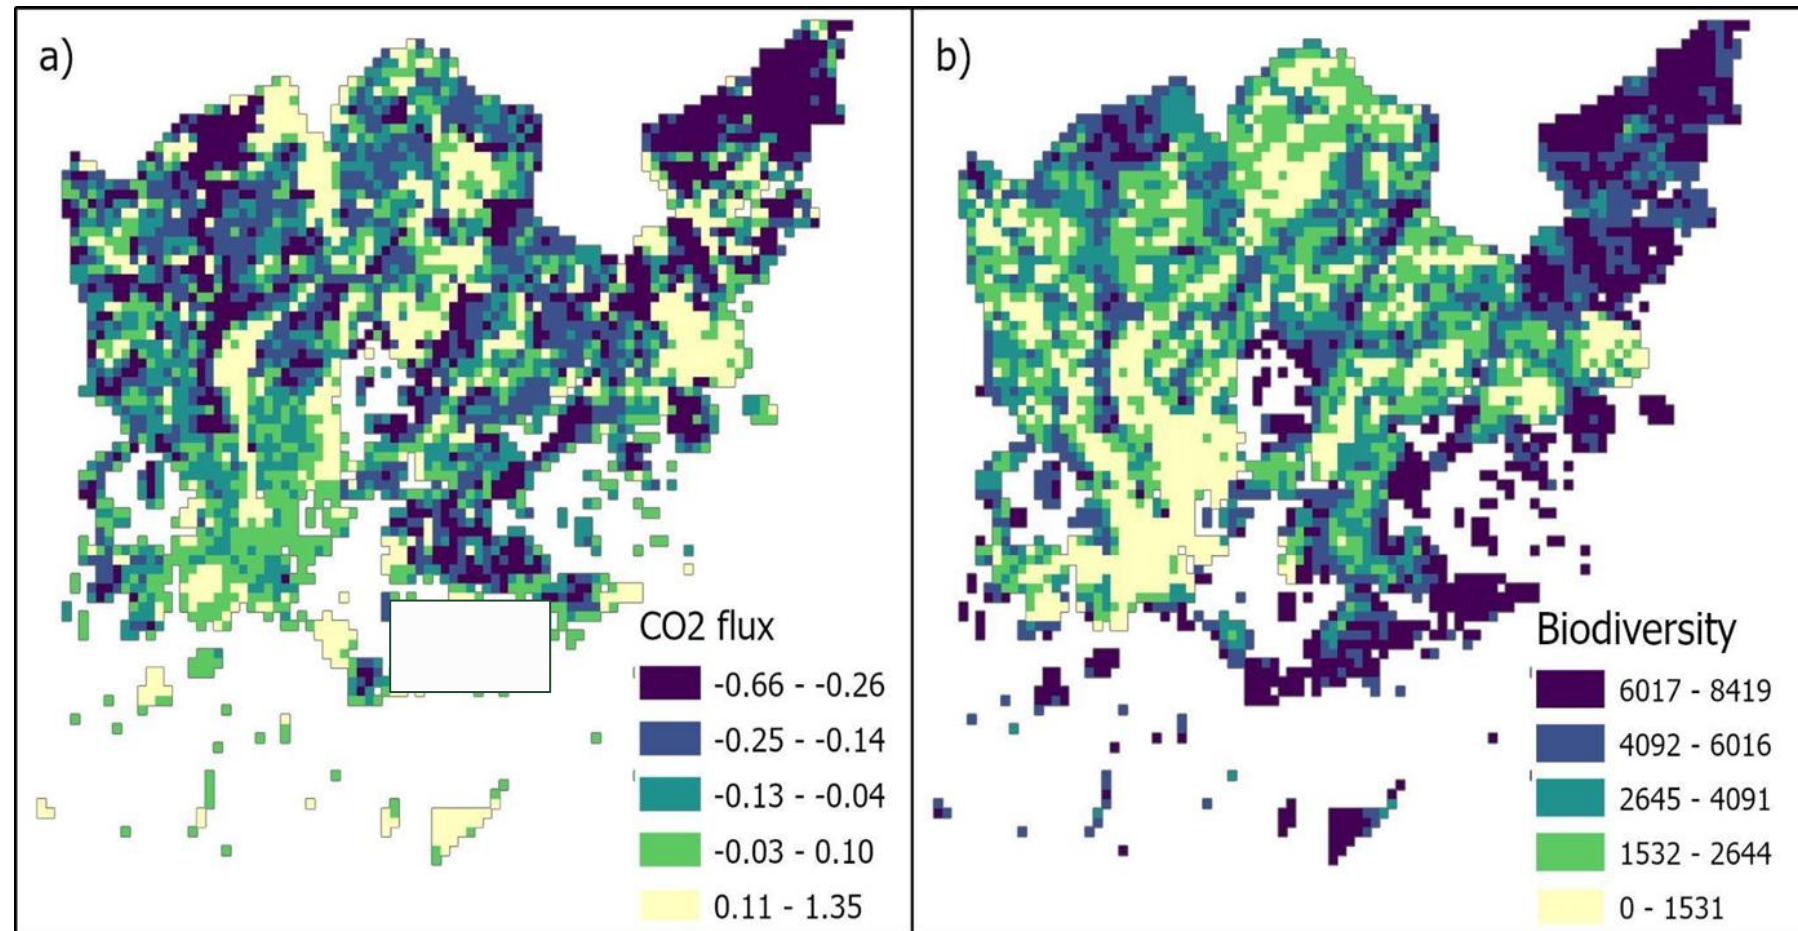 a)
CO2 flux
-0.66 - -0.26
-0.25 - -0.14
-0.13 - -0.04
-0.03 - 0.10
0.11 - 1.35
b)
Biodiversity
6017 - 8419
4092 - 6016
2645 - 4091
1532 - 2644
0 - 1531